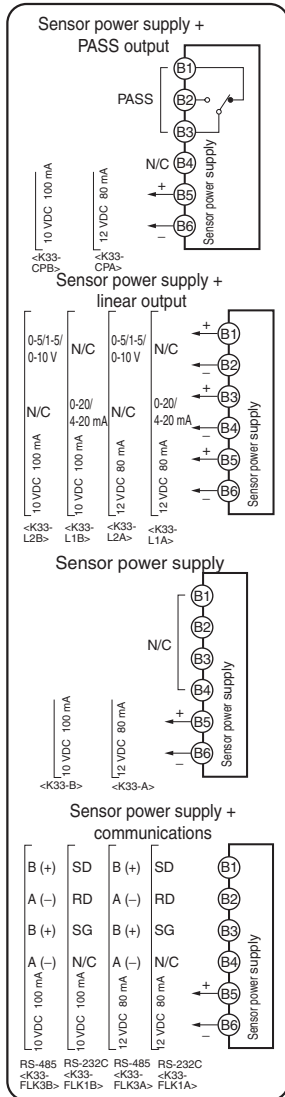 Sensor power supply +
PASS output
B1
PASS
B2
B3
N/C
B4
+
B5
B6
–
Sensor power supply
10 VDC 100 mA
12 VDC 80 mA
<K33-
CPB>
<K33-
CPA>
Sensor power supply +
linear output
0-5/1-5/
0-10 V
N/C
0-5/1-5/
0-10 V
N/C
+
B1
B2
–
N/C
0-20/
4-20 mA
N/C
0-20/
4-20 mA
+
B3
B4
–
10 VDC 100 mA
10 VDC 100 mA
12 VDC 80 mA
12 VDC 80 mA
+
B5
B6
–
Sensor power supply
<K33-
L2B>
<K33-
L1B>
<K33-
L2A>
<K33-
L1A>
Sensor power supply
B1
B2
N/C
B3
B4
+
B5
B6
–
Sensor power supply
10 VDC 100 mA
12 VDC 80 mA
<K33-B>
<K33-A>
Sensor power supply +
communications
B (+) SD B (+) SD B1
A (–) RD A (–) RD B2
B (+) SG B (+) SG B3
A (–) N/C A (–) N/C B4
10 VDC 100 mA
10 VDC 100 mA
12 VDC 80 mA
12 VDC 80 mA
+
B5
B6
–
Sensor power supply
RS-485
<K33-
FLK3B>
RS-232C
<K33-
FLK1B>
RS-485
<K33-
FLK3A>
RS-232C
<K33-
FLK1A>